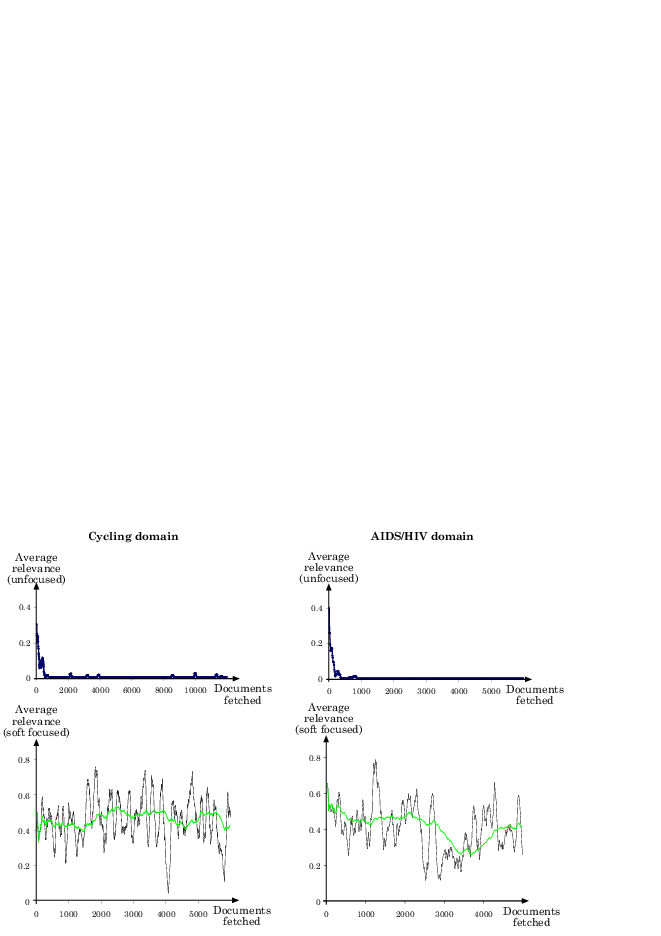 Cycling domain
Average
relevance
(unfocused)
0.4
0.2
0
0 2000 4000 6000 8000 10000
Documents
fetched
AIDS/HIV domain
Average
relevance
(unfocused)
0.4
0.2
0
0 1000 2000 3000 4000 5000
Documents
fetched
Average
relevance
(soft focused)
0.8
0.6
0.4
0.2
0
0 1000 2000 3000 4000 5000
Documents
fetched
Average
relevance
(soft focused)
0.8
0.6
0.4
0.2
0
0 1000 2000 3000 4000
Documents
fetched